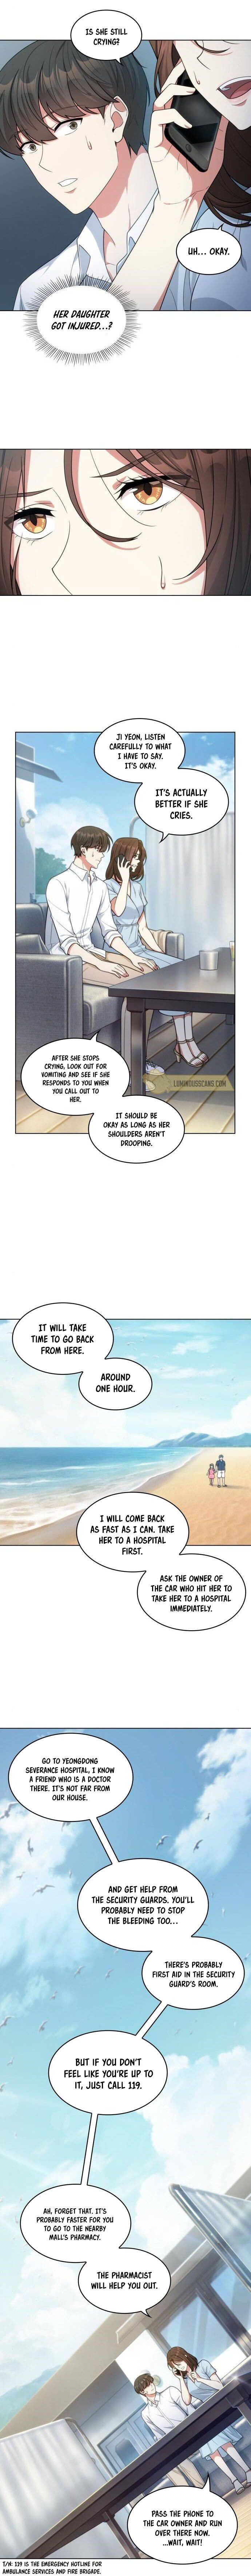 IS SHE STILL
CRYING?
UH... OKAY.
HER DAUGHTER
GOT INJURED...?
JI YEON, LISTEN
CAREFULLY TO WHAT
I HAVE TO SAY.
IT'S OKAY.
IT'S ACTUALLY
BETTER IF SHE
CRIES.
AFTER SHE STOPS
CRYING, LOOK OUT FOR
VOMITING AND SEE IF SHE
RESPONDS TO YOU WHEN
YOU CALL OUT TO
HER.
LUMINOUSSCANS.COM
IT SHOULD BE
OKAY AS LONG AS HER
SHOULDERS AREN'T
DROOPING.
IT WILL TAKE
TIME TO GO BACK
FROM HERE.
AROUND
ONE HOUR.
I WILL COME BACK
AS FAST AS I CAN. TAKE
HER TO A HOSPITAL
FIRST.
ASK THE OWNER OF
THE CAR WHO HIT HER TO
TAKE HER TO A HOSPITAL
IMMEDIATELY.
GO TO YEONGDONG
SEVERANCE HOSPITAL, I KNOW
A FRIEND WHO IS A DOCTOR
THERE. IT'S NOT FAR FROM
OUR HOUSE.
AND GET HELP FROM
THE SECURITY GUARDS. YOU'LL
PROBABLY NEED TO STOP
THE BLEEDING TOO...
THERE'S PROBABLY
FIRST AID IN THE SECURITY
GUARD'S ROOM.
BUT IF YOU DON'T
FEEL LIKE YOU'RE UP TO
IT, JUST CALL 119.
AH, FORGET THAT. IT'S
PROBABLY FASTER FOR YOU
TO GO TO THE NEARBY
MALL'S PHARMACY.
THE PHARMACIST
WILL HELP YOU OUT.
PASS THE PHONE TO
THE CAR OWNER AND RUN
OVER THERE NOW.
...WAIT, WAIT!
T/N: 119 IS THE EMERGENCY HOTLINE FOR
AMBULANCE SERVICES AND FIRE BRIGADE.